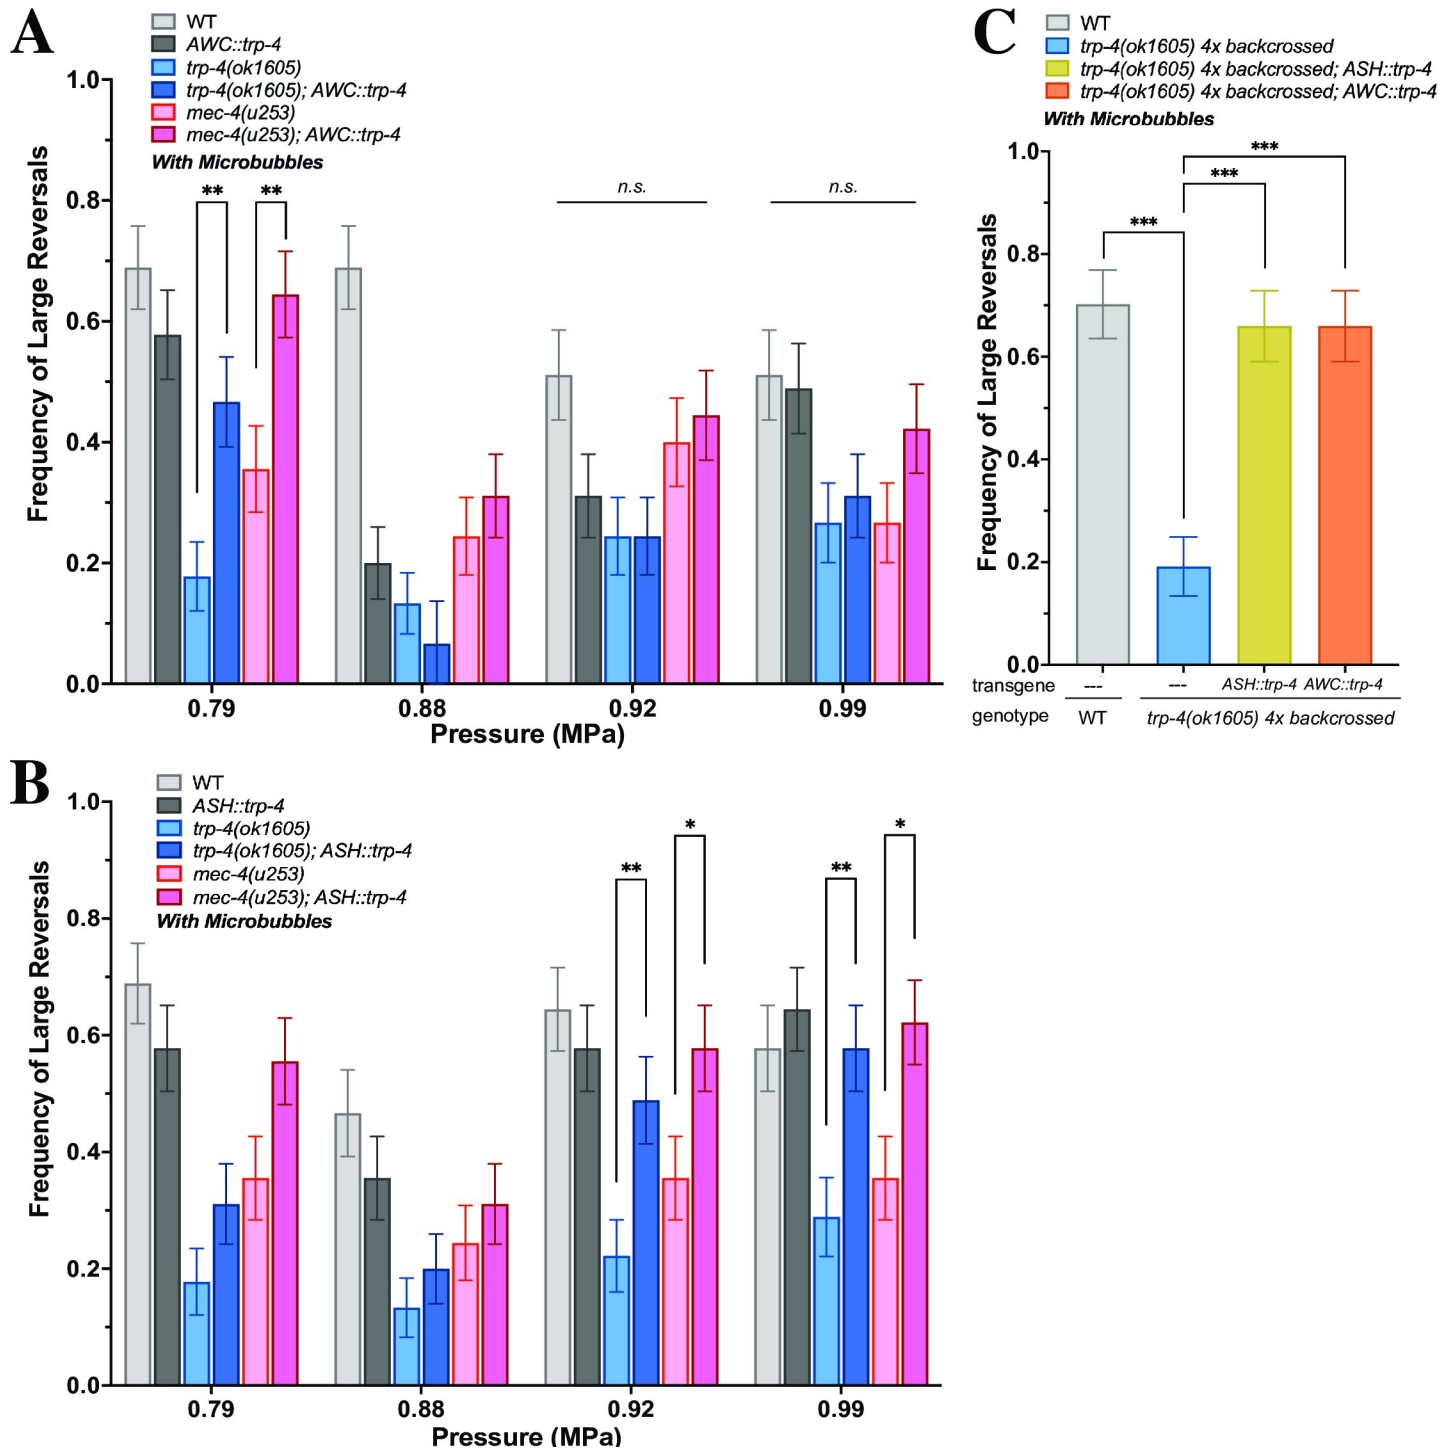 A
WT
AWC::trp-4
trp-4(ok1605)
trp-4(ok1605); AWC::trp-4
mec-4(u253)
mec-4(u253); AWC::trp-4
With Microbubbles
Frequency of Large Reversals
1.0
0.8
0.6
0.4
0.2
0.0
**
**
n.s.
n.s.
0.79
0.88
0.92
0.99
Pressure (MPa)
C
WT
trp-4(ok1605) 4x backcrossed
trp-4(ok1605) 4x backcrossed; ASH::trp-4
trp-4(ok1605) 4x backcrossed; AWC::trp-4
With Microbubbles
Frequency of Large Reversals
1.0
0.8
0.6
0.4
0.2
0.0
***
***
***
transgene --- --- ASH::trp-4 AWC::trp-4
genotype WT trp-4(ok1605) 4x backcrossed
B
WT
ASH::trp-4
trp-4(ok1605)
trp-4(ok1605); ASH::trp-4
mec-4(u253)
mec-4(u253); ASH::trp-4
With Microbubbles
Frequency of Large Reversals
1.0
0.8
0.6
0.4
0.2
0.0
**
*
**
*
0.79
0.88
0.92
0.99
Pressure (MPa)